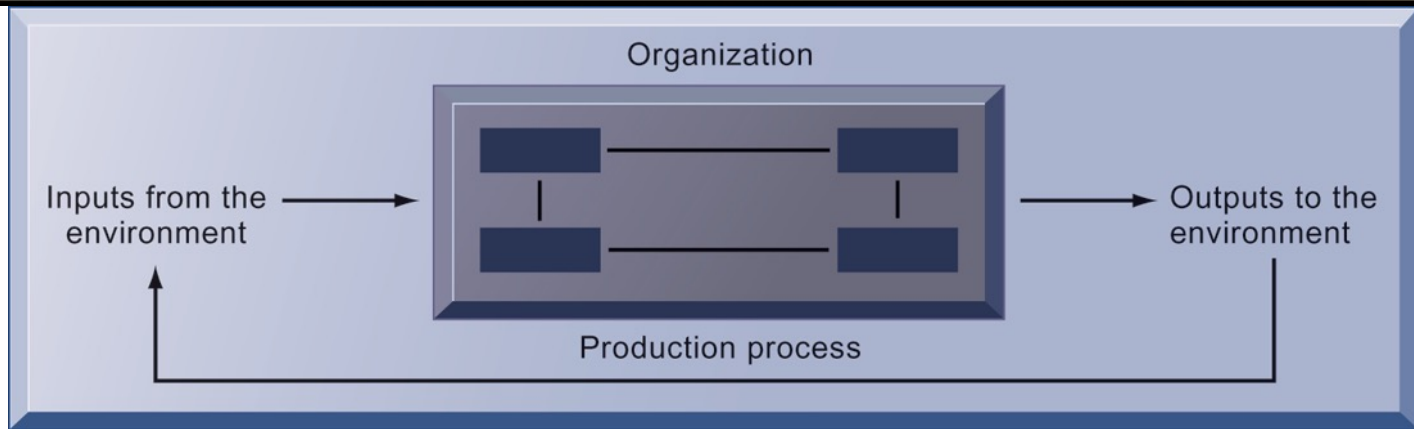 Organization
Inputs from the
environment
Outputs to the
environment
Production process